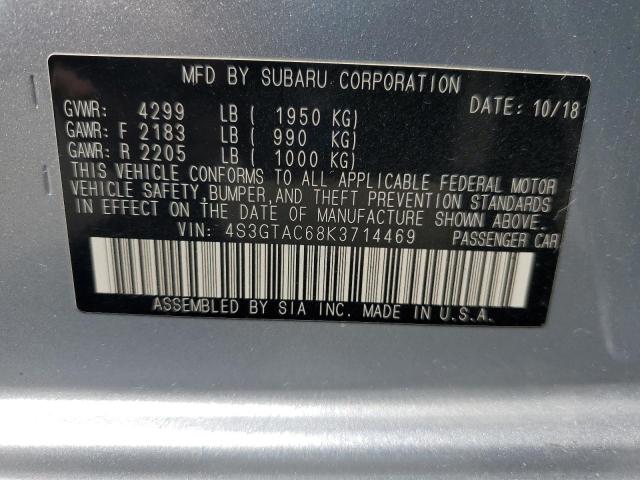 MFD BY SUBARU CORPORATION
GVWR: 4299 LB ( 1950 KG) DATE: 10/18
GAWR: F 2183 LB ( 990 KG)
GAWR: R 2205 LB ( 1000 KG)
THIS VEHICLE CONFORMS TO ALL APPLICABLE FEDERAL MOTOR
VEHICLE SAFETY, BUMPER, AND THEFT PREVENTION STANDARDS
IN EFFECT ON THE DATE OF MANUFACTURE SHOWN ABOVE.
VIN: 4S3GTAC68K3714469 PASSENGER CAR
ASSEMBLED BY SIA INC. MADE IN U.S.A.